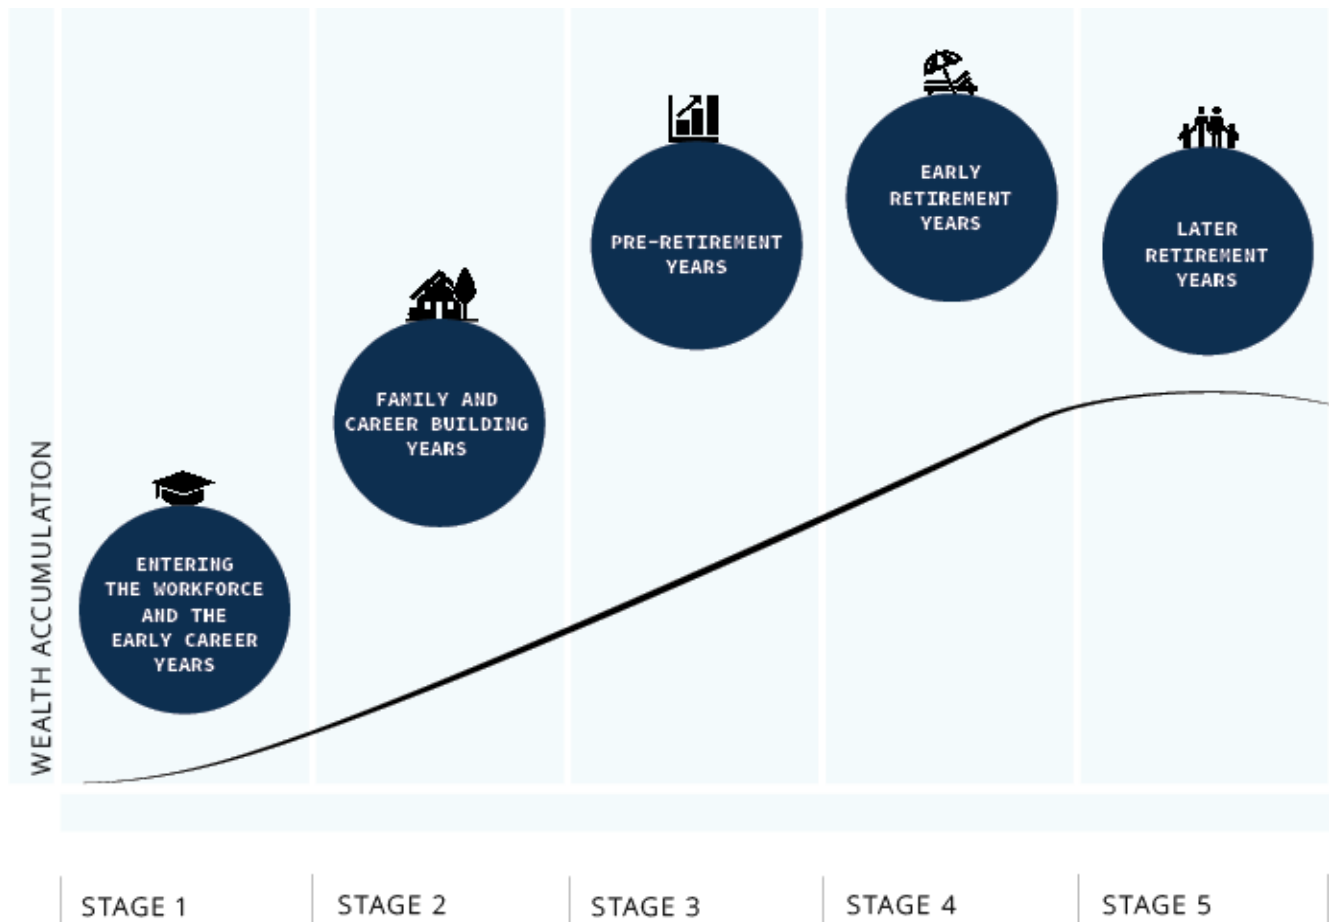 WEALTH ACCUMULATION
ENTERING
THE WORKFORCE
AND THE
EARLY CAREER
YEARS
FAMILY AND
CAREER BUILDING
YEARS
PRE-RETIREMENT
YEARS
EARLY
RETIREMENT
YEARS
LATER
RETIREMENT
YEARS
STAGE 1
STAGE 2
STAGE 3
STAGE 4
STAGE 5